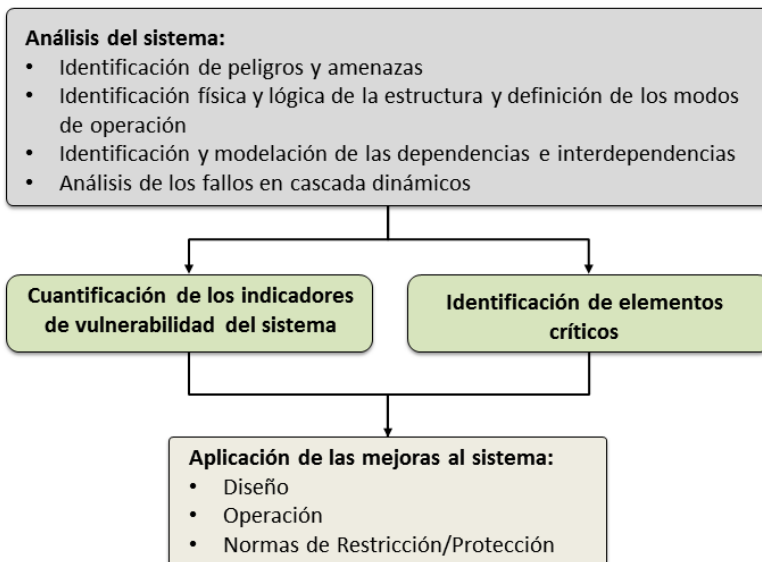 Análisis del sistema:
• Identificación de peligros y amenazas
• Identificación física y lógica de la estructura y definición de los modos
de operación
• Identificación y modelación de las dependencias e interdependencias
• Análisis de los fallos en cascada dinámicos
Cuantificación de los indicadores
de vulnerabilidad del sistema
Identificación de elementos
críticos
Aplicación de las mejoras al sistema:
• Diseño
• Operación
• Normas de Restricción/Protección